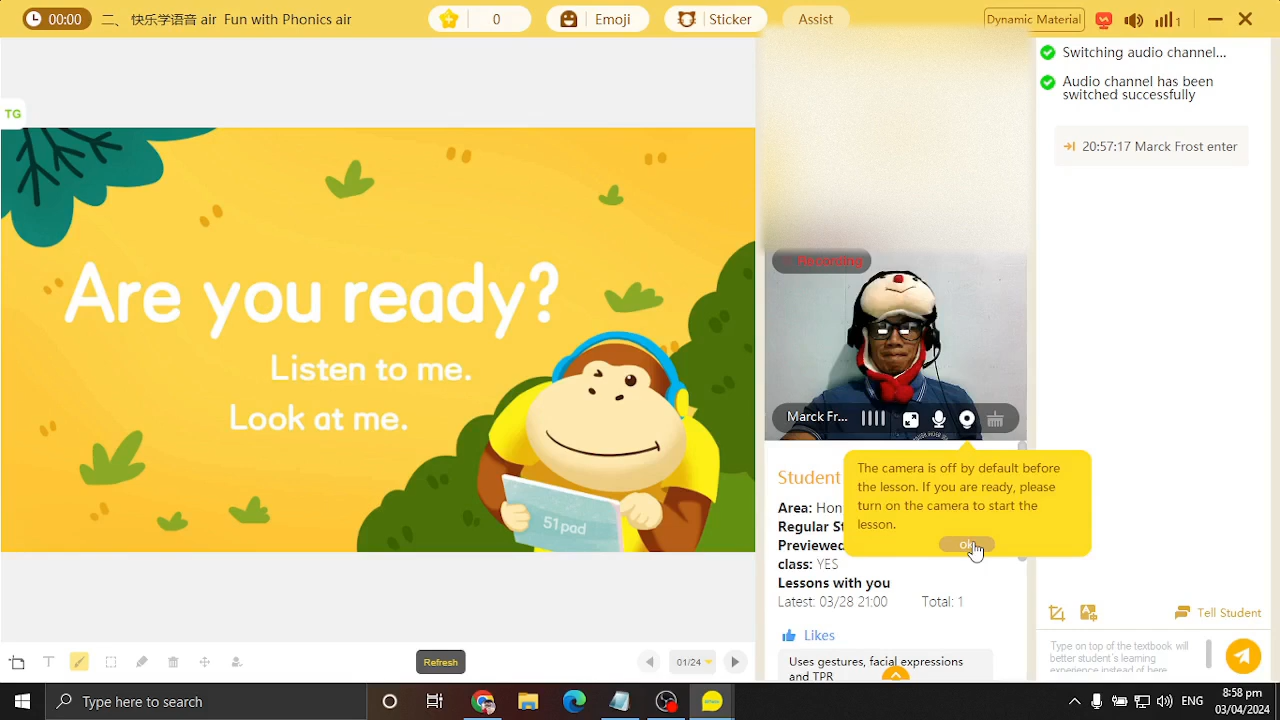 00:00
二、快乐学语音 air Fun with Phonics air
0
Emoji
Sticker
Assist
Dynamic Material
1
TG
Are you ready?
Listen to me.
Look at me.
51pad
Recording
Marck Fr...
The camera is off by default before
the lesson. If you are ready, please
turn on the camera to start the
lesson.
ok
Student
Area: Hon
Regular St
Previewed
class: YES
Lessons with you
Latest: 03/28 21:00 Total: 1
Likes
Uses gestures, facial expressions
and TPR
Switching audio channel...
Audio channel has been
switched successfully
20:57:17 Marck Frost enter
Tell Student
Type on top of the textbook will
better student's learning
experience instead of here
Refresh
01/24
Type here to search
ENG
8:58 pm
03/04/2024